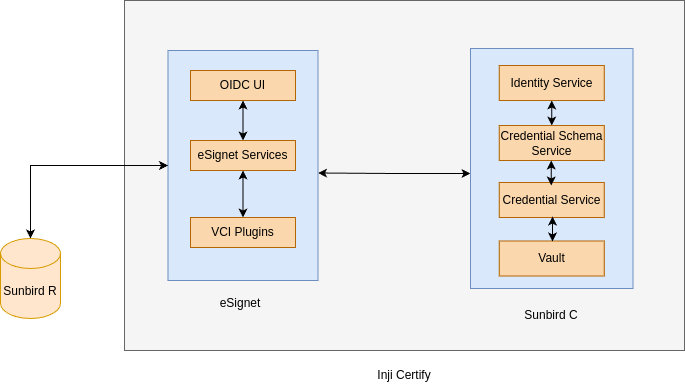 OIDC UI
eSignet Services
VCI Plugins
eSignet
Identity Service
Credential Schema
Service
Credential Service
Vault
Sunbird C
Sunbird R
Inji Certify